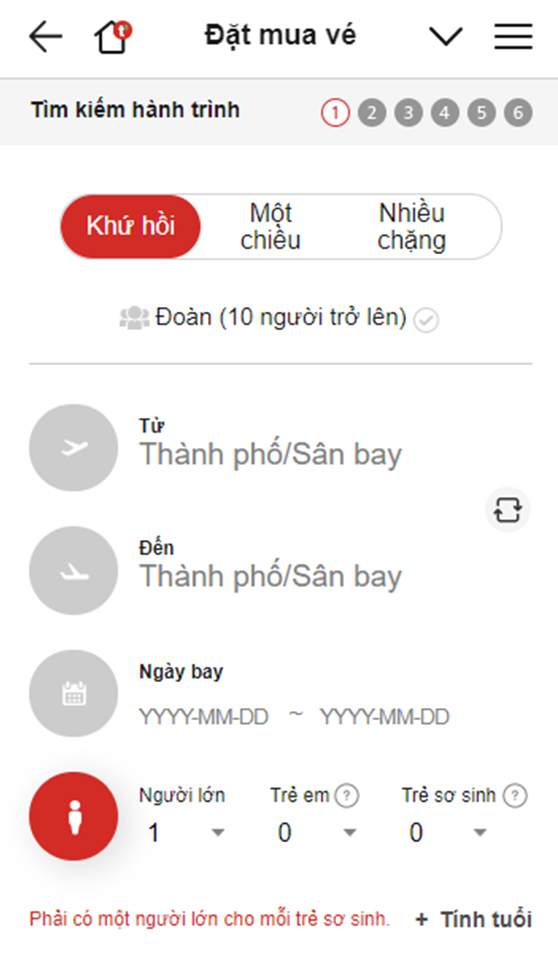 Đặt mua vé
Tìm kiếm hành trình 1 2 3 4 5 6
Khứ hồi
Một
chiều
Nhiều
chặng
Đoàn (10 người trở lên)
Từ
Thành phố/Sân bay
Đến
Thành phố/Sân bay
Ngày bay
YYYY-MM-DD ~ YYYY-MM-DD
Người lớn Trẻ em ? Trẻ sơ sinh ?
1 0 0
Phải có một người lớn cho mỗi trẻ sơ sinh. + Tính tuổi